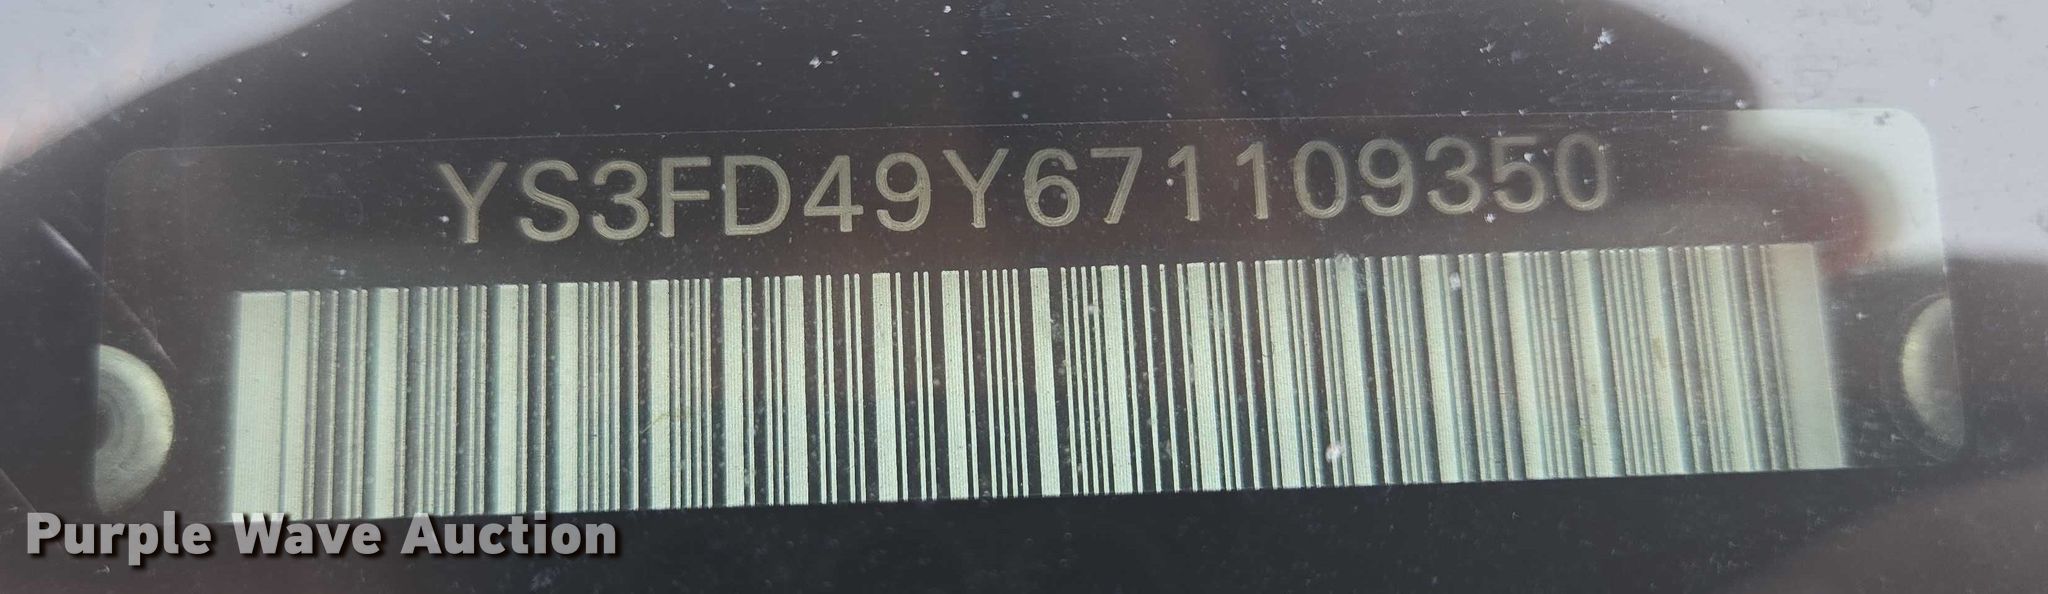 YS3FD49Y671109350
Purple Wave Auction